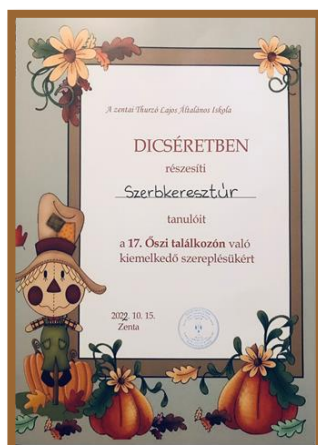 A zentai Thurzó Lajos Általános Iskola
DICSÉRETBEN
részesíti
Szerbkeresztúr
tanulóit
a 17. Őszi találkozón való
kiemelkedő szereplésükért
2022. 10. 15.
Zenta